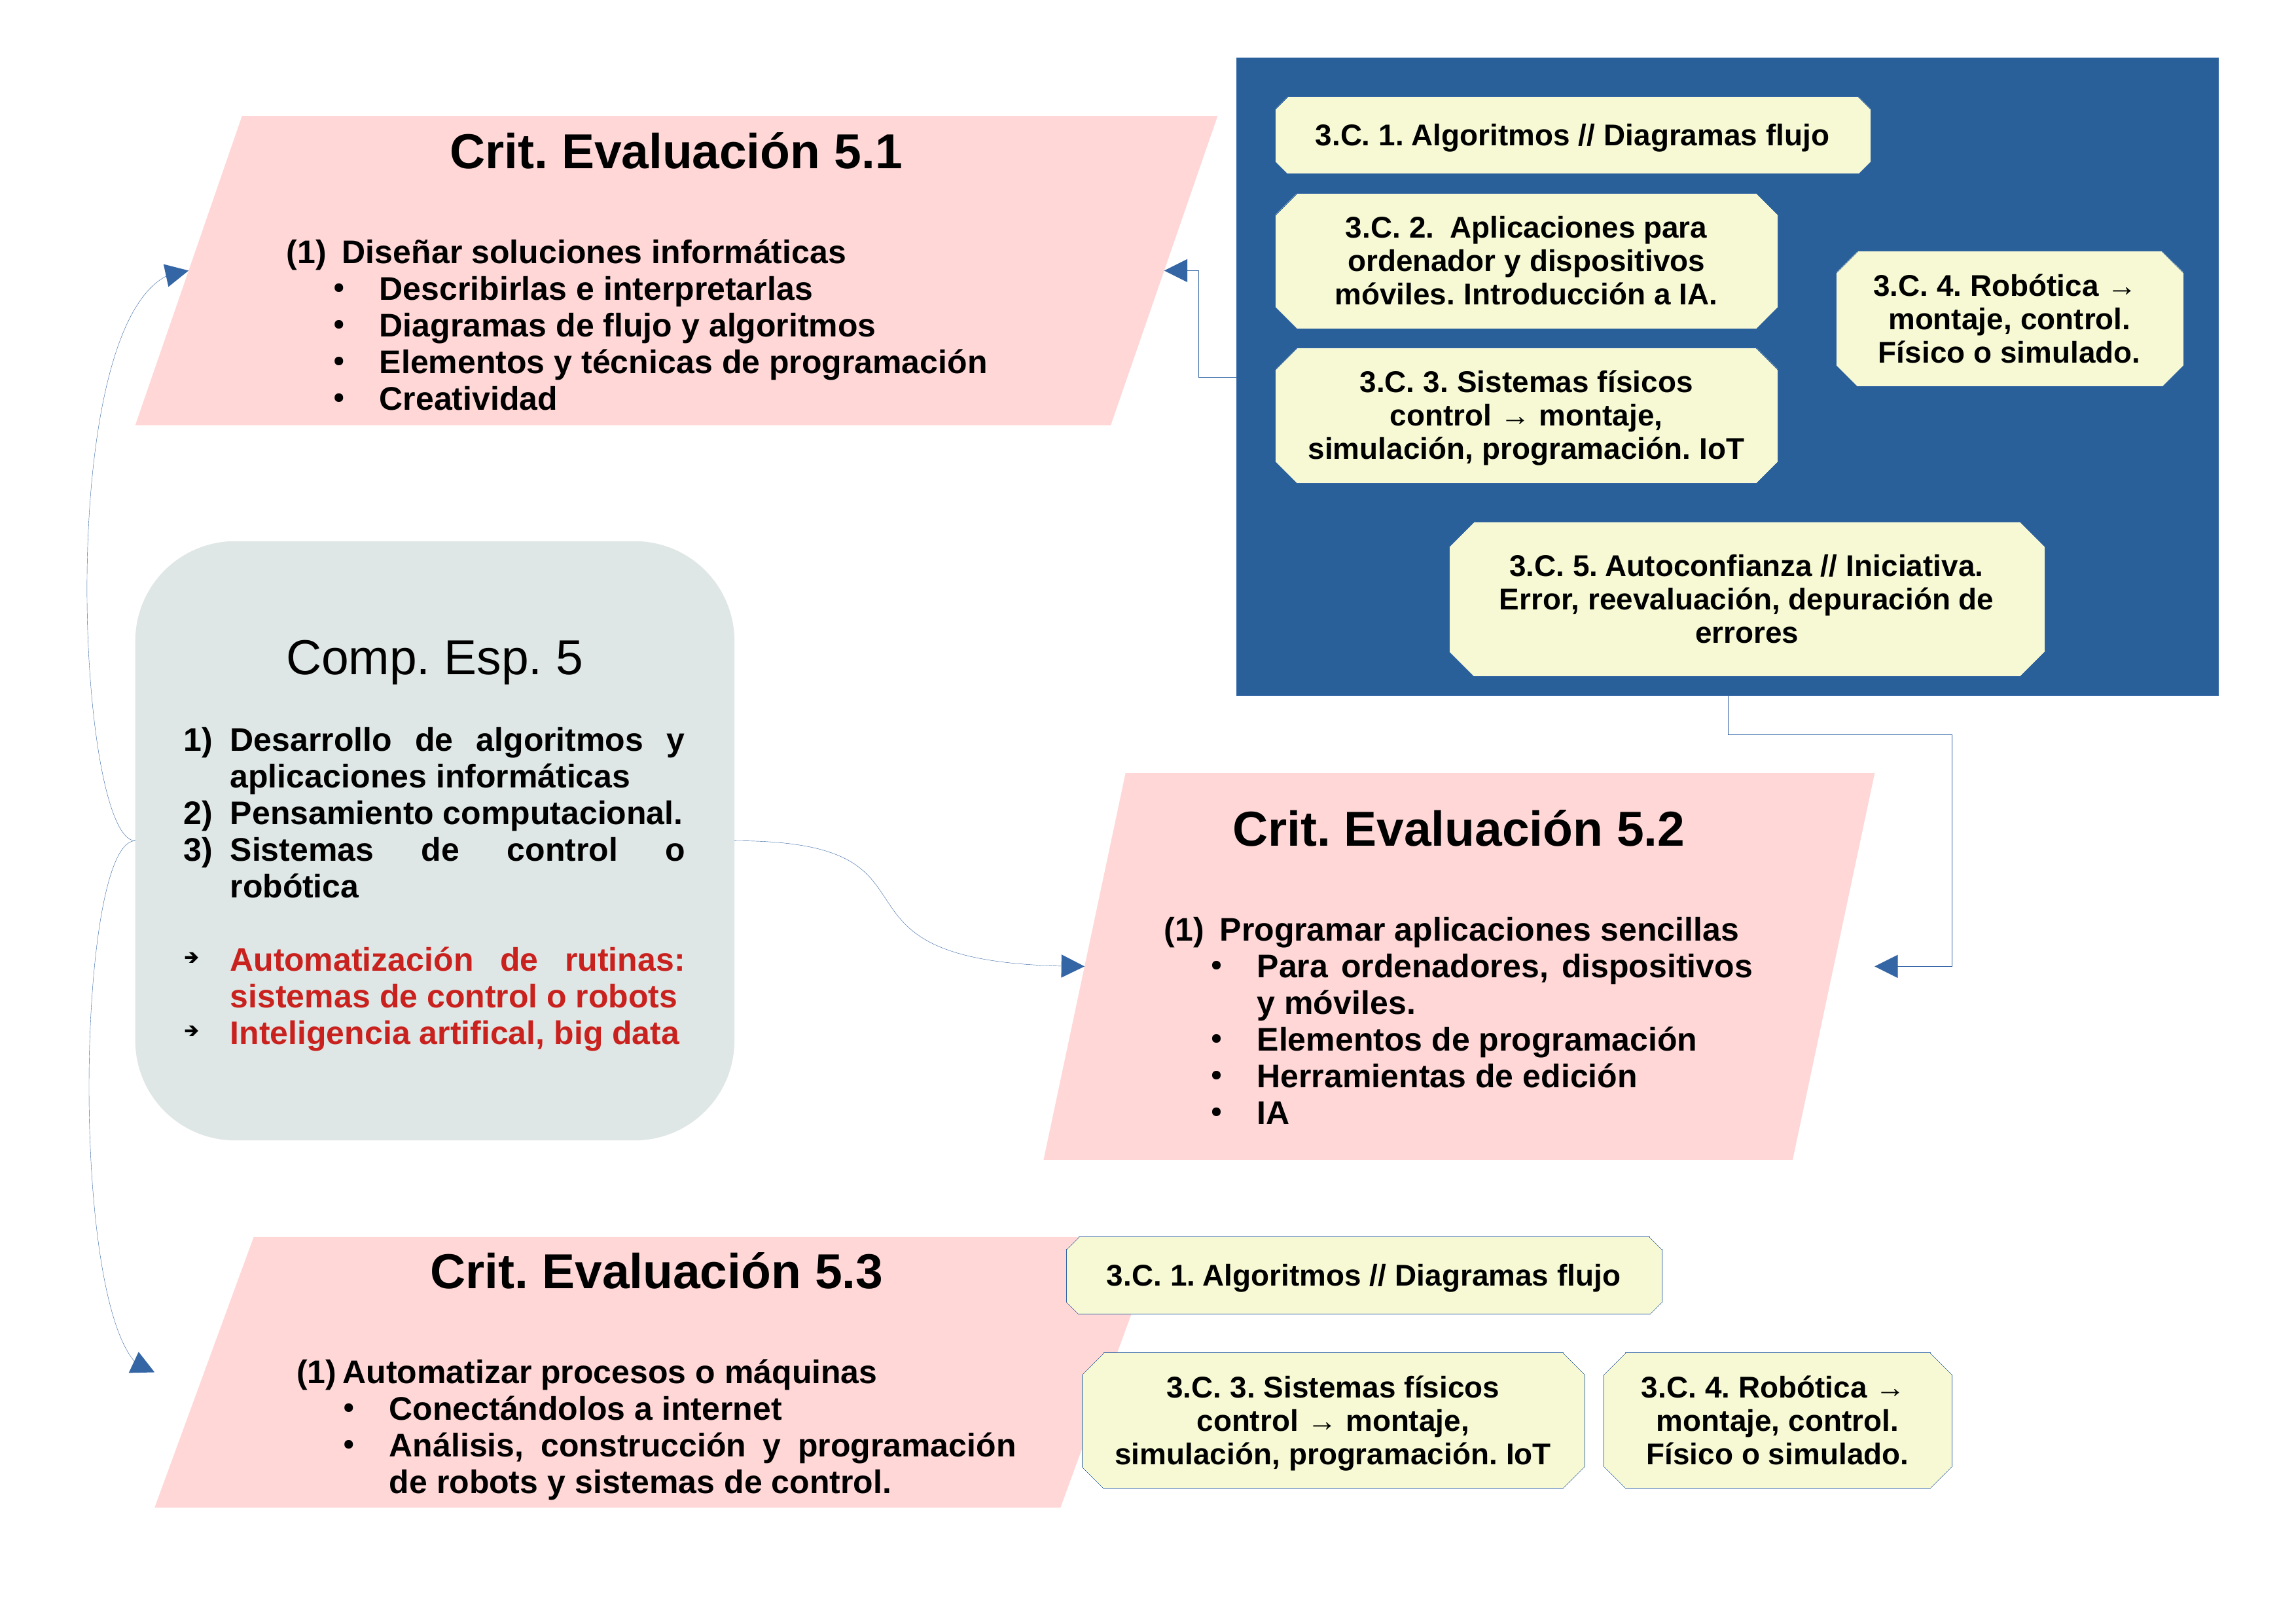 Crit. Evaluación 5.1
(1) Diseñar soluciones informáticas
• Describirlas e interpretarlas
• Diagramas de flujo y algoritmos
• Elementos y técnicas de programación
• Creatividad
3.C. 1. Algoritmos // Diagramas flujo
3.C. 2.  Aplicaciones para
ordenador y dispositivos
móviles. Introducción a IA.
3.C. 4. Robótica →
montaje, control.
Físico o simulado.
3.C. 3. Sistemas físicos
control → montaje,
simulación, programación. IoT
3.C. 5. Autoconfianza // Iniciativa.
Error, reevaluación, depuración de
errores
Comp. Esp. 5
1) Desarrollo de algoritmos y
aplicaciones informáticas
2) Pensamiento computacional.
3) Sistemas de control o
robótica
➔ Automatización de rutinas:
sistemas de control o robots
➔ Inteligencia artifical, big data
Crit. Evaluación 5.2
(1) Programar aplicaciones sencillas
• Para ordenadores, dispositivos
y móviles.
• Elementos de programación
• Herramientas de edición
• IA
Crit. Evaluación 5.3
(1) Automatizar procesos o máquinas
• Conectándolos a internet
• Análisis, construcción y programación
de robots y sistemas de control.
3.C. 1. Algoritmos // Diagramas flujo
3.C. 3. Sistemas físicos
control → montaje,
simulación, programación. IoT
3.C. 4. Robótica →
montaje, control.
Físico o simulado.